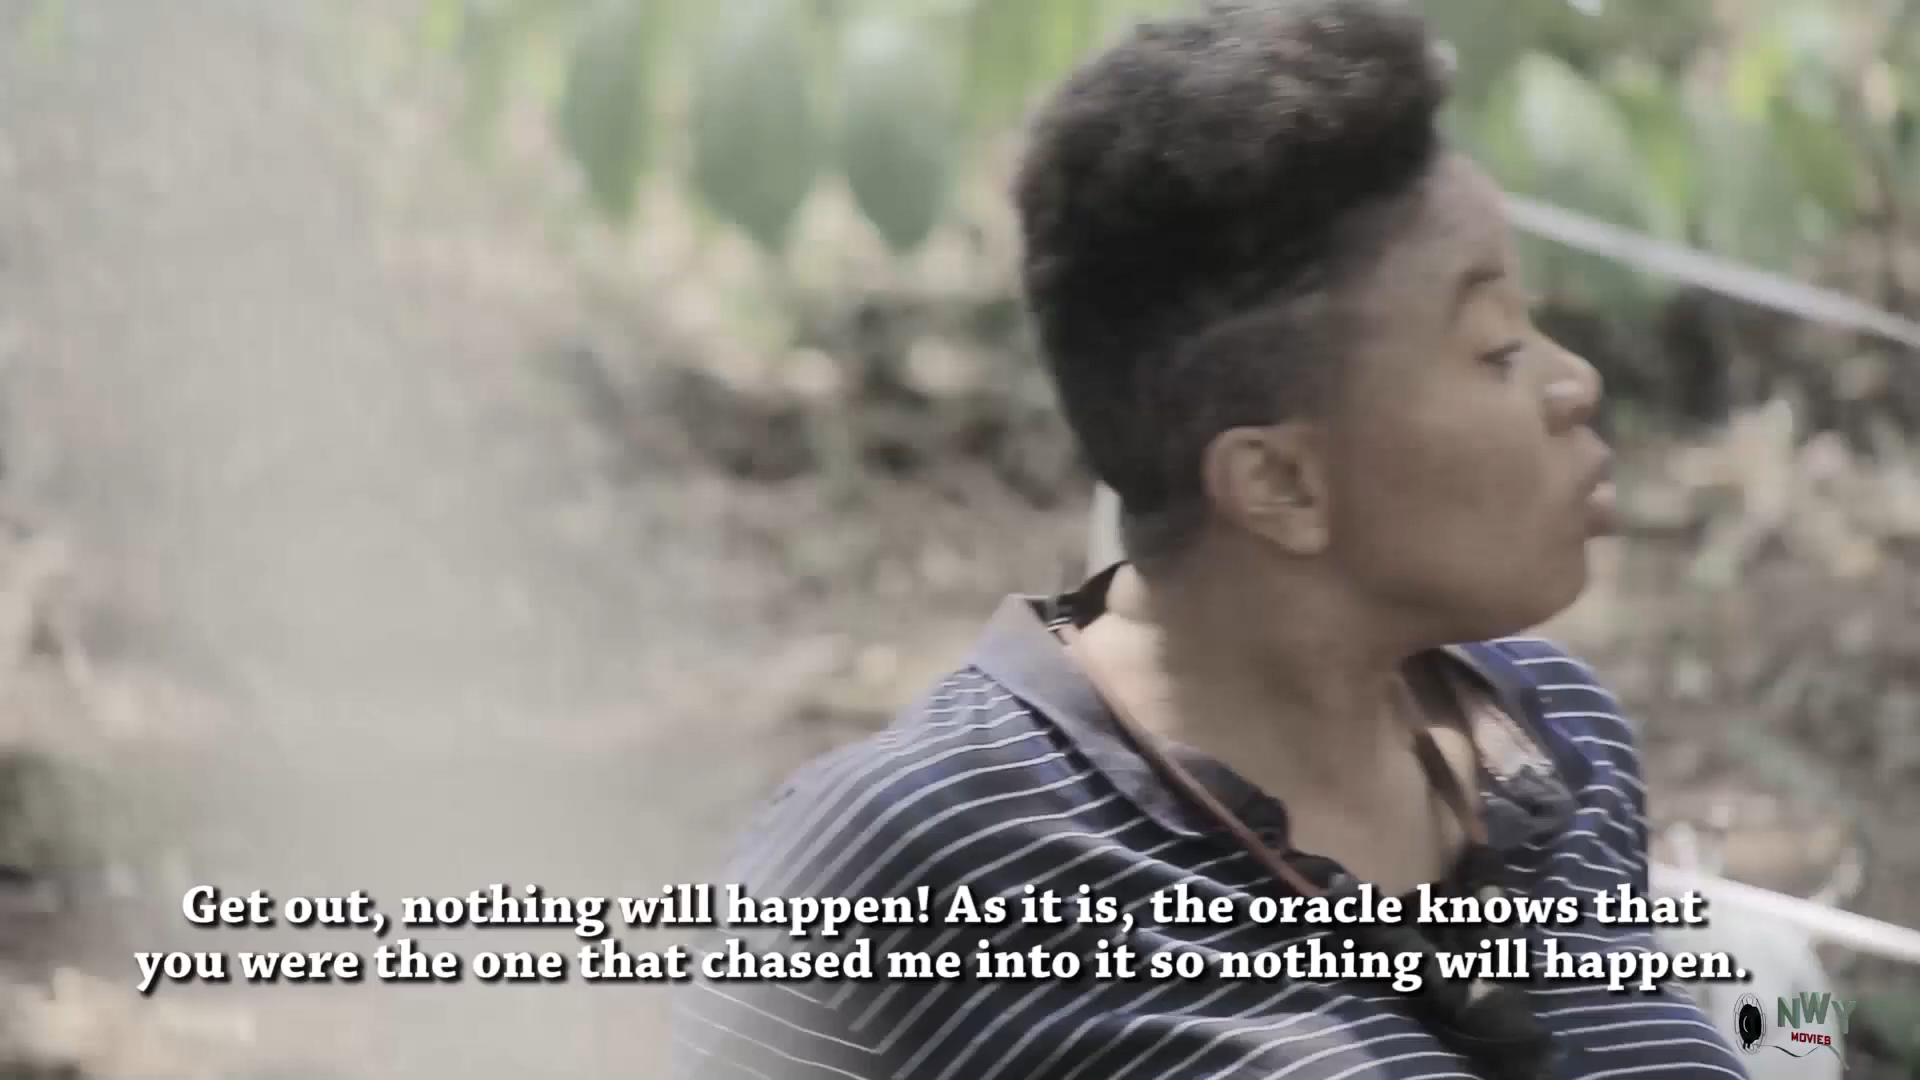 Get out, nothing will happen! As it is, the oracle knows that
you were the one that chased me into it so nothing will happen.
NWY
MOVIES